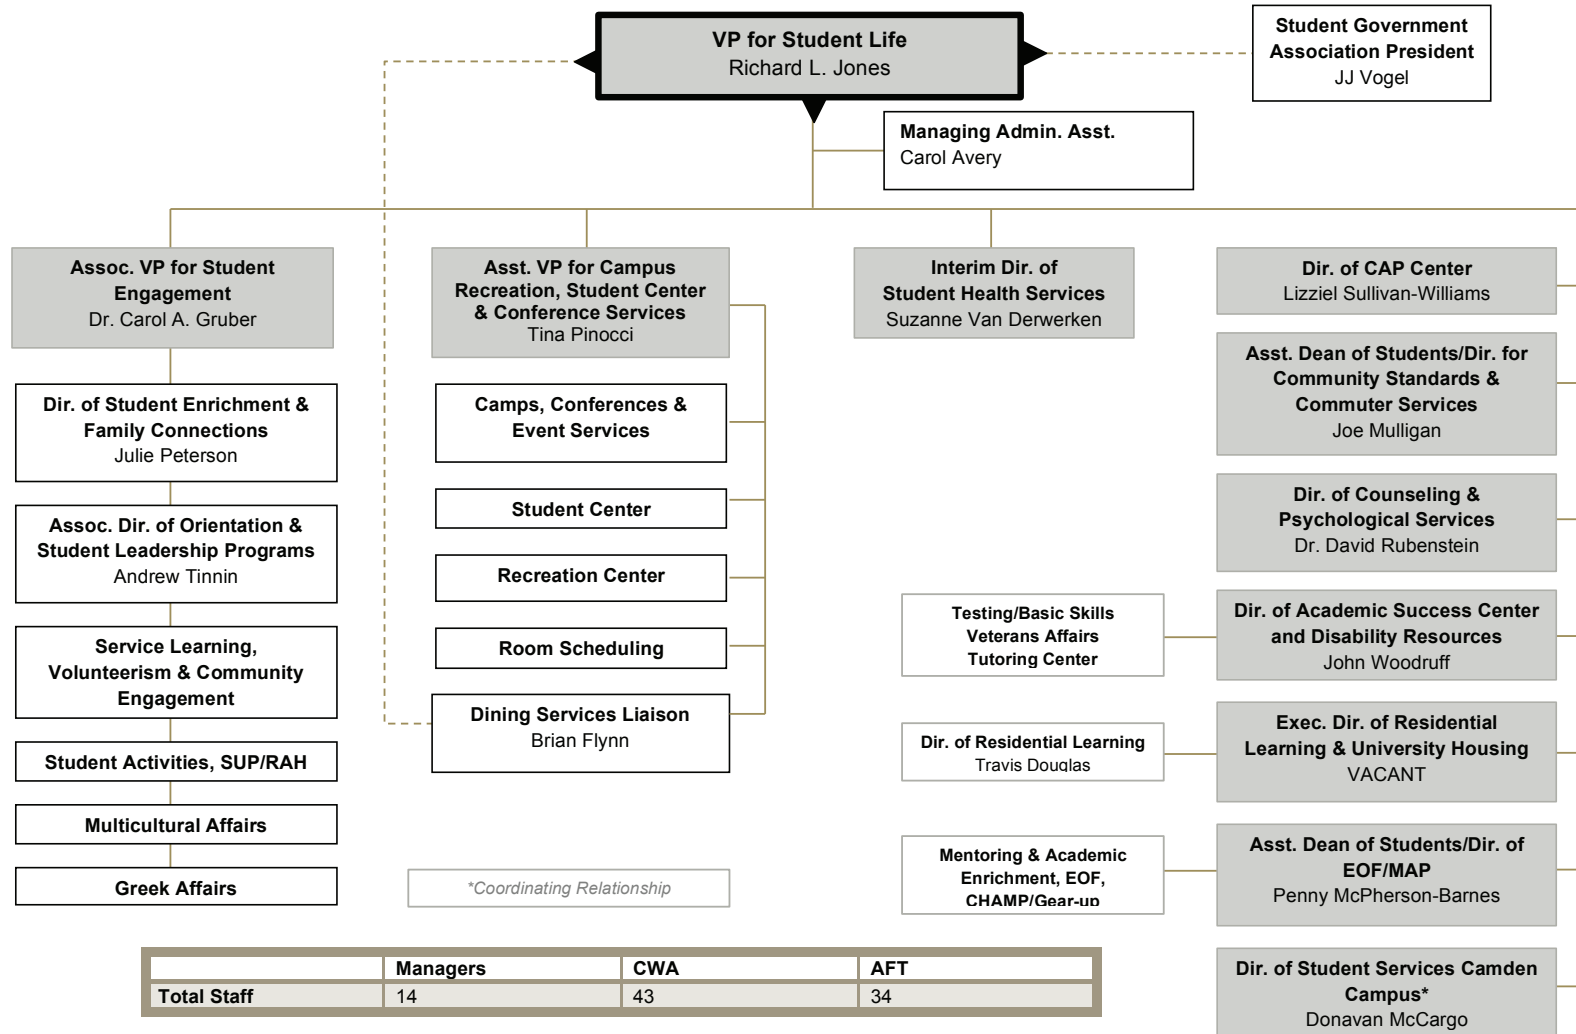 VP for Student Life
Richard L. Jones
Student Government
Association President
JJ Vogel
Managing Admin. Asst.
Carol Avery
Assoc. VP for Student
Engagement
Dr. Carol A. Gruber
Dir. of Student Enrichment &
Family Connections
Julie Peterson
Assoc. Dir. of Orientation &
Student Leadership Programs
Andrew Tinnin
Service Learning,
Volunteerism & Community
Engagement
Student Activities, SUP/RAH
Multicultural Affairs
Greek Affairs
Asst. VP for Campus
Recreation, Student Center
& Conference Services
Tina Pinocci
Camps, Conferences &
Event Services
Student Center
Recreation Center
Room Scheduling
Dining Services Liaison
Brian Flynn
*Coordinating Relationship
Interim Dir. of
Student Health Services
Suzanne Van Derwerken
Dir. of CAP Center
Lizziel Sullivan-Williams
Asst. Dean of Students/Dir. for
Community Standards &
Commuter Services
Joe Mulligan
Dir. of Counseling &
Psychological Services
Dr. David Rubenstein
Testing/Basic Skills
Veterans Affairs
Tutoring Center
Dir. of Academic Success Center
and Disability Resources
John Woodruff
Dir. of Residential Learning
Travis Douglas
Exec. Dir. of Residential
Learning & University Housing
VACANT
Mentoring & Academic
Enrichment, EOF,
CHAMP/Gear-up
Asst. Dean of Students/Dir. of
EOF/MAP
Penny McPherson-Barnes
Dir. of Student Services Camden
Campus*
Donavan McCargo
Managers CWA AFT
Total Staff 14 43 34